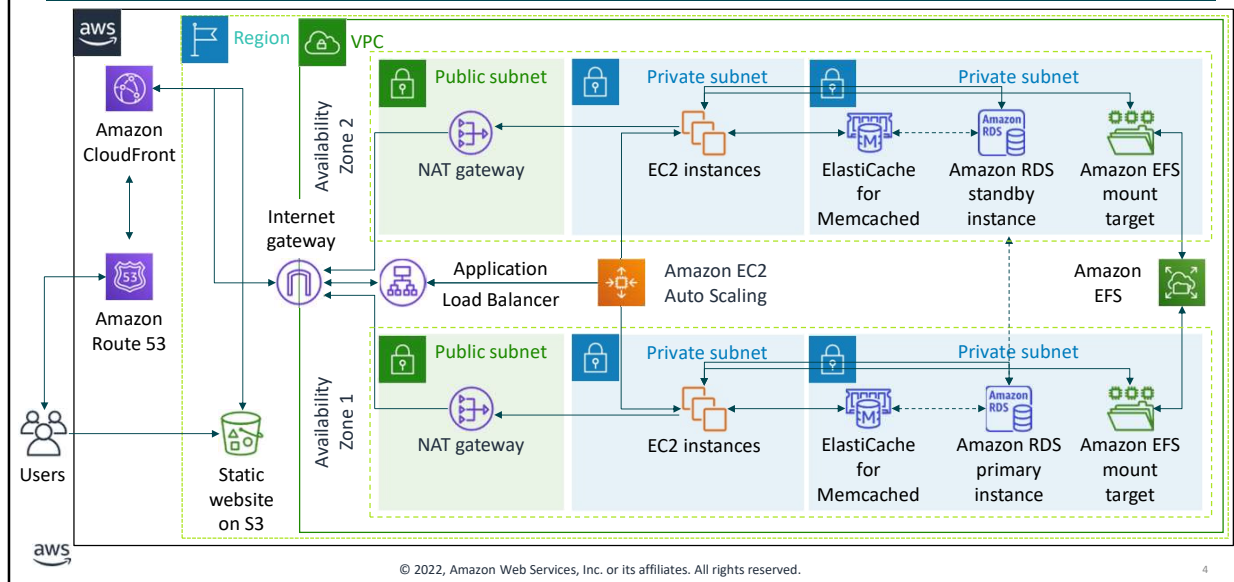 aws
Region
VPC
Amazon
CloudFront
53
Amazon
Route 53
Users
Static
website
on S3
Internet
gateway
Availability
Zone 2
Public subnet
NAT gateway
Private subnet
EC2 instances
Private subnet
M
ElastiCache
for
Memcached
Amazon
RDS
Amazon RDS
standby
instance
Amazon EFS
mount
target
Application
Load Balancer
Amazon EC2
Auto Scaling
Amazon
EFS
Availability
Zone 1
Public subnet
NAT gateway
Private subnet
EC2 instances
Private subnet
M
ElastiCache
for
Memcached
Amazon
RDS
Amazon RDS
primary
instance
Amazon EFS
mount
target
aws
© 2022, Amazon Web Services, Inc. or its affiliates. All rights reserved.
4